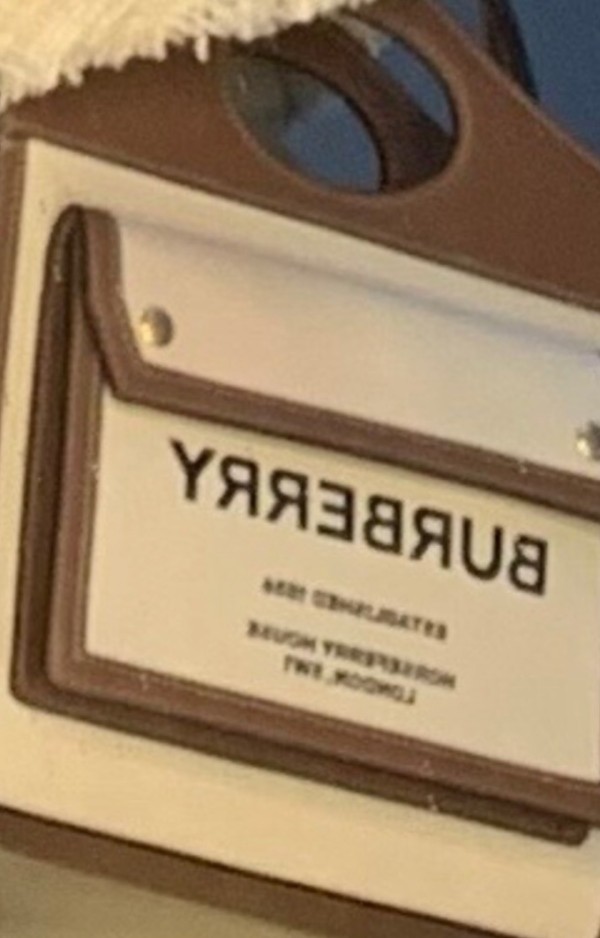 BURBERRY
ESTABLISHED 1856
HORSEFERRY HOUSE
LONDON, SW1